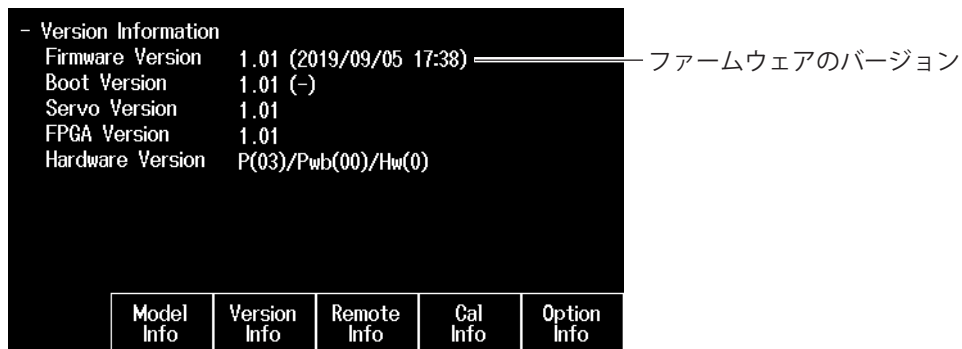 - Version Information
Firmware Version 1.01 (2019/09/05 17:38) ファームウェアのバージョン
Boot Version 1.01 (-)
Servo Version 1.01
FPGA Version 1.01
Hardware Version P(03)/Pwb(00)/Hw(0)
Model Info Version Info Remote Info Cal Info Option Info